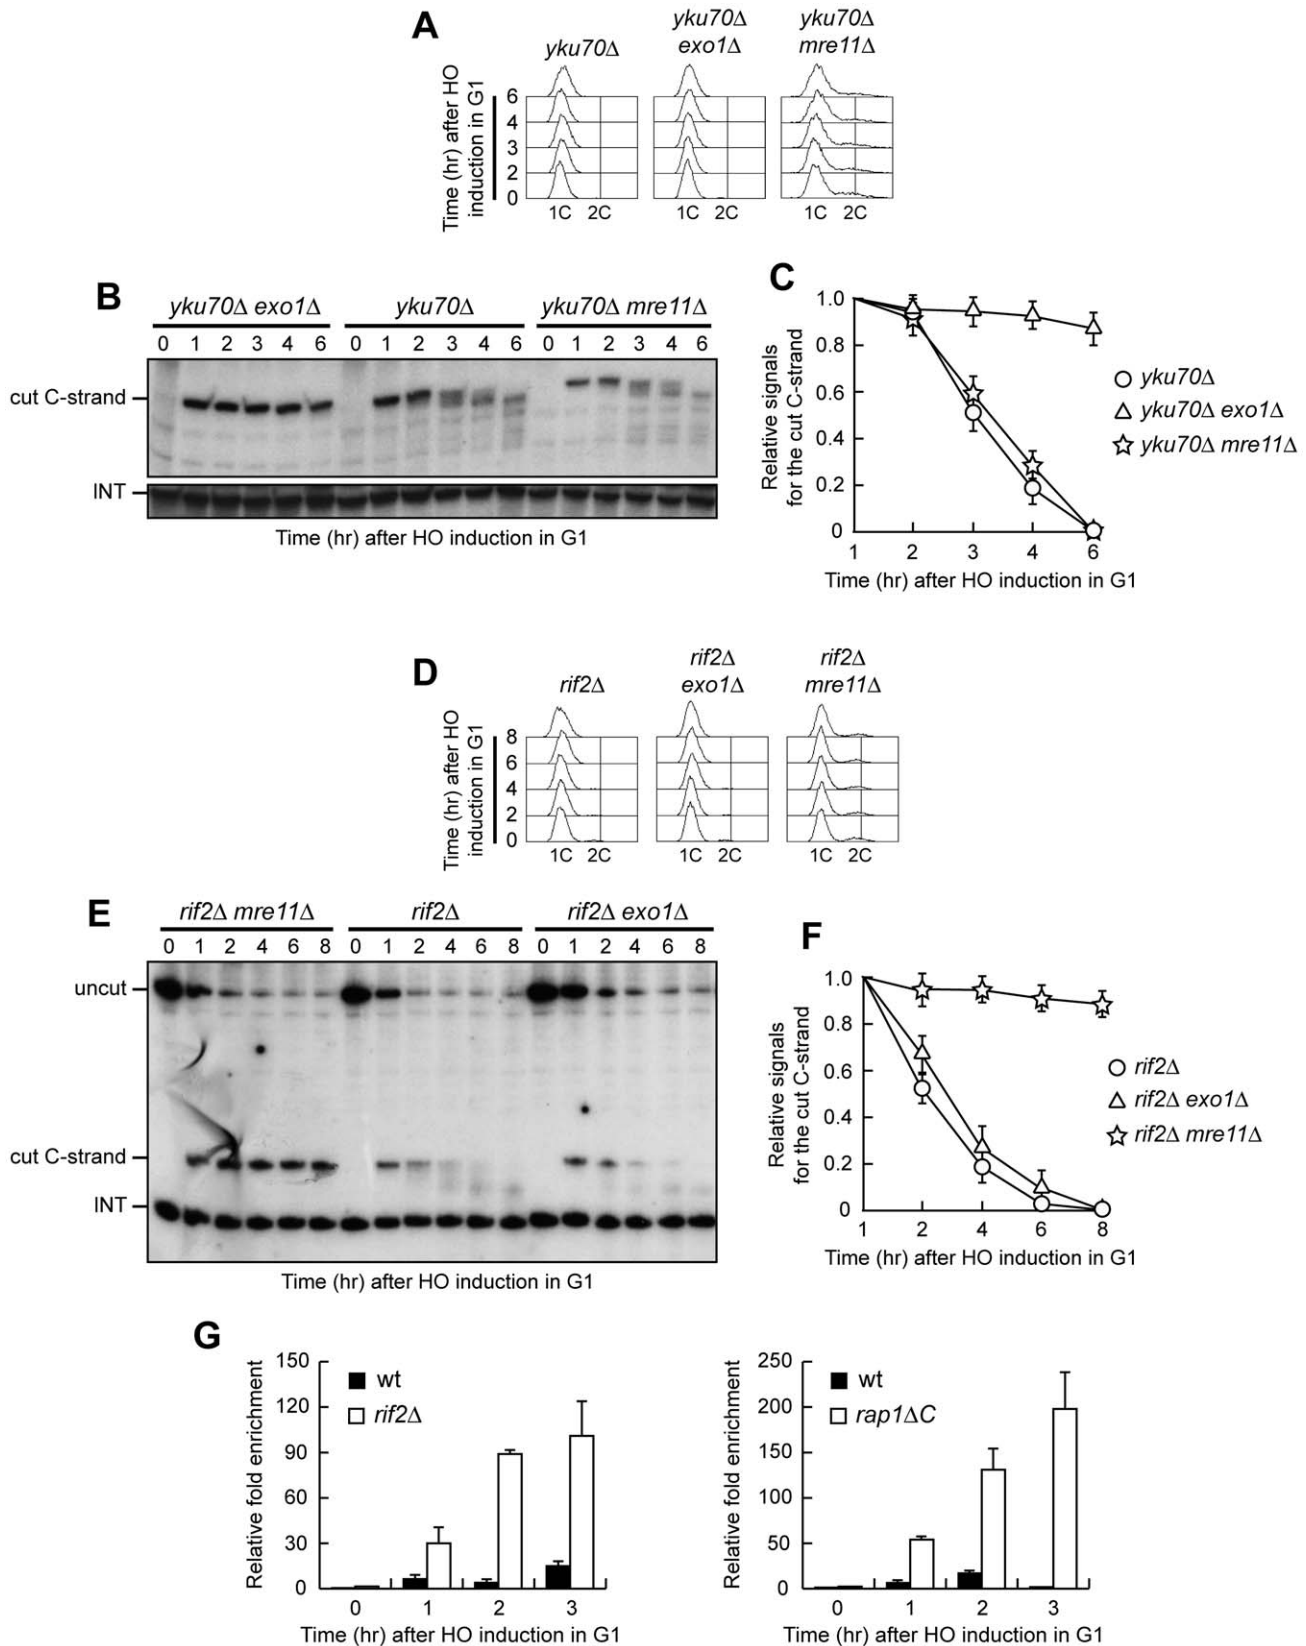 A
yku70Δ
yku70Δ
exo1Δ
yku70Δ
mre11Δ
Time (hr) after HO
induction in G1
6
4
3
2
0
1C 2C
1C 2C
1C 2C
B
yku70Δ exo1Δ
yku70Δ
yku70Δ mre11Δ
0 1 2 3 4 6
0 1 2 3 4 6
0 1 2 3 4 6
cut C-strand
INT
Time (hr) after HO induction in G1
C
Relative signals
for the cut C-strand
1.0
0.8
0.6
0.4
0.2
0
1 2 3 4 6
Time (hr) after HO induction in G1
yku70Δ
yku70Δ exo1Δ
yku70Δ mre11Δ
D
rif2Δ
rif2Δ
exo1Δ
rif2Δ
mre11Δ
Time (hr) after HO
induction in G1
8
6
4
2
0
1C 2C
1C 2C
1C 2C
E
rif2Δ mre11Δ
rif2Δ
rif2Δ exo1Δ
0 1 2 4 6 8
0 1 2 4 6 8
0 1 2 4 6 8
uncut
cut C-strand
INT
Time (hr) after HO induction in G1
F
Relative signals
for the cut C-strand
1.0
0.8
0.6
0.4
0.2
0
1 2 4 6 8
Time (hr) after HO induction in G1
rif2Δ
rif2Δ exo1Δ
rif2Δ mre11Δ
G
Relative fold enrichment
150
120
90
60
30
0
wt
rif2Δ
0 1 2 3
Time (hr) after HO induction in G1
Relative fold enrichment
250
200
150
100
50
0
wt
rap1ΔC
0 1 2 3
Time (hr) after HO induction in G1